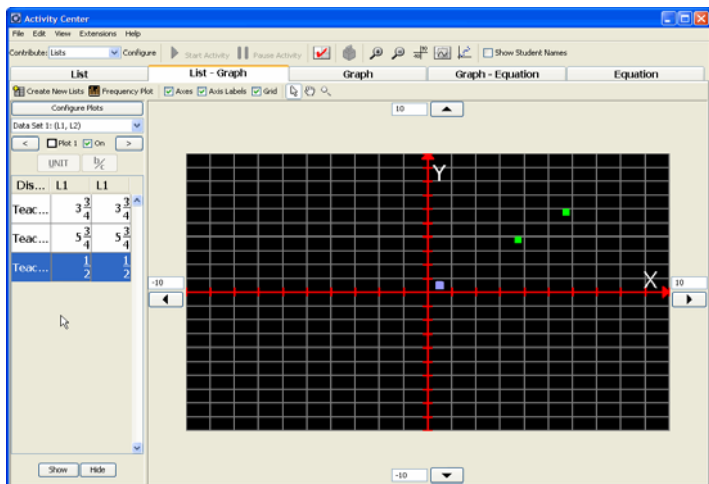 Activity Center
File Edit View Extensions Help
Contribute: Lists Configure Start Activity Pause Activity Show Student Names
List List - Graph Graph Graph - Equation Equation
Create New Lists Frequency Plot Axes Axis Labels Grid
Configure Plots
10
Data Set 1: (L1, L2)
< Plot 1 On >
UNIT b/c
Dis... L1 L1
Teac... 3 3/4 3 3/4
Teac... 5 3/4 5 3/4
Teac... 1/2 1/2
Y
X
-10
10
Show Hide
-10